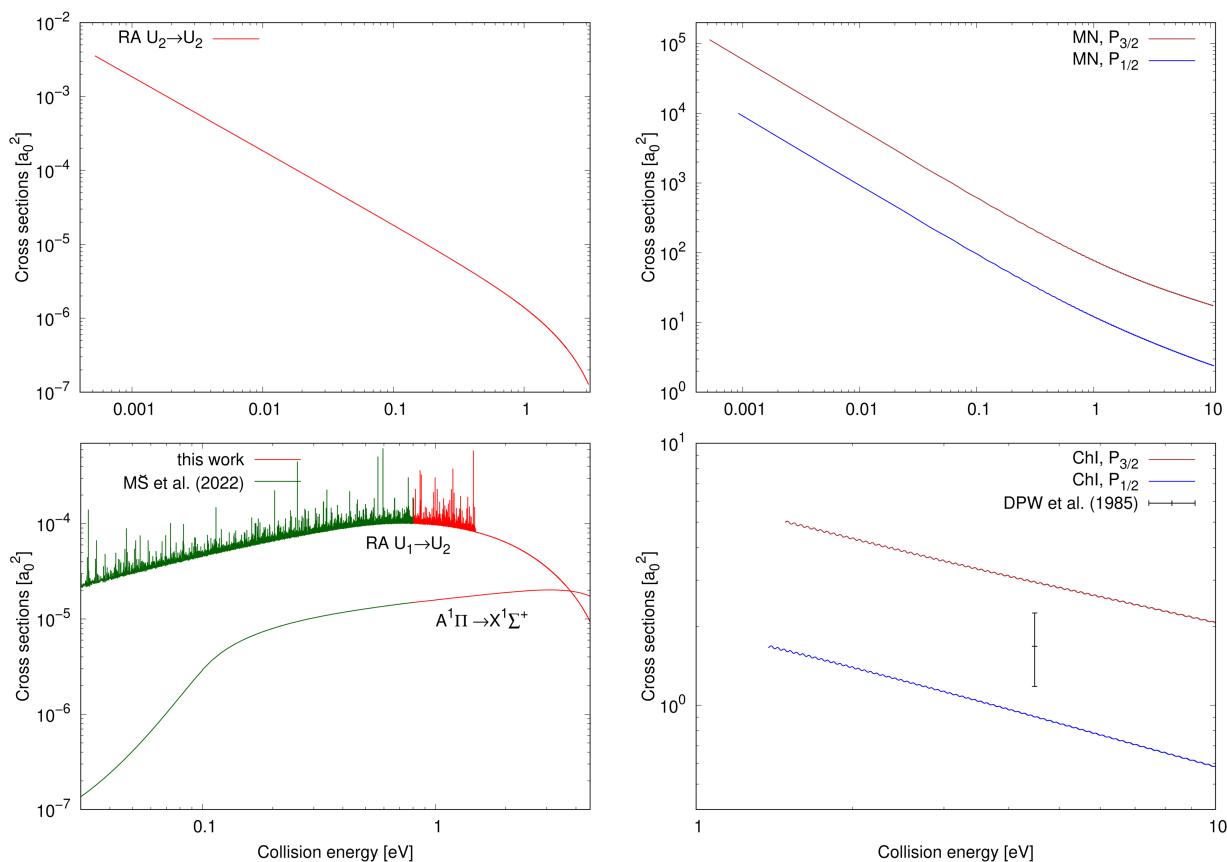 RA U₂→U₂
Cross sections [a₀²]
10⁻²
10⁻³
10⁻⁴
10⁻⁵
10⁻⁶
10⁻⁷
0.001 0.01 0.1 1
MN, P₃/₂
MN, P₁/₂
Cross sections [a₀²]
10⁵
10⁴
10³
10²
10¹
10⁰
0.001 0.01 0.1 1 10
this work
MS̆ et al. (2022)
RA U₁→U₂
A¹Π→X¹Σ⁺
Cross sections [a₀²]
10⁻⁴
10⁻⁵
10⁻⁶
10⁻⁷
0.1 1
Collision energy [eV]
ChI, P₃/₂
ChI, P₁/₂
DPW et al. (1985)
Cross sections [a₀²]
10¹
10⁰
1 10
Collision energy [eV]